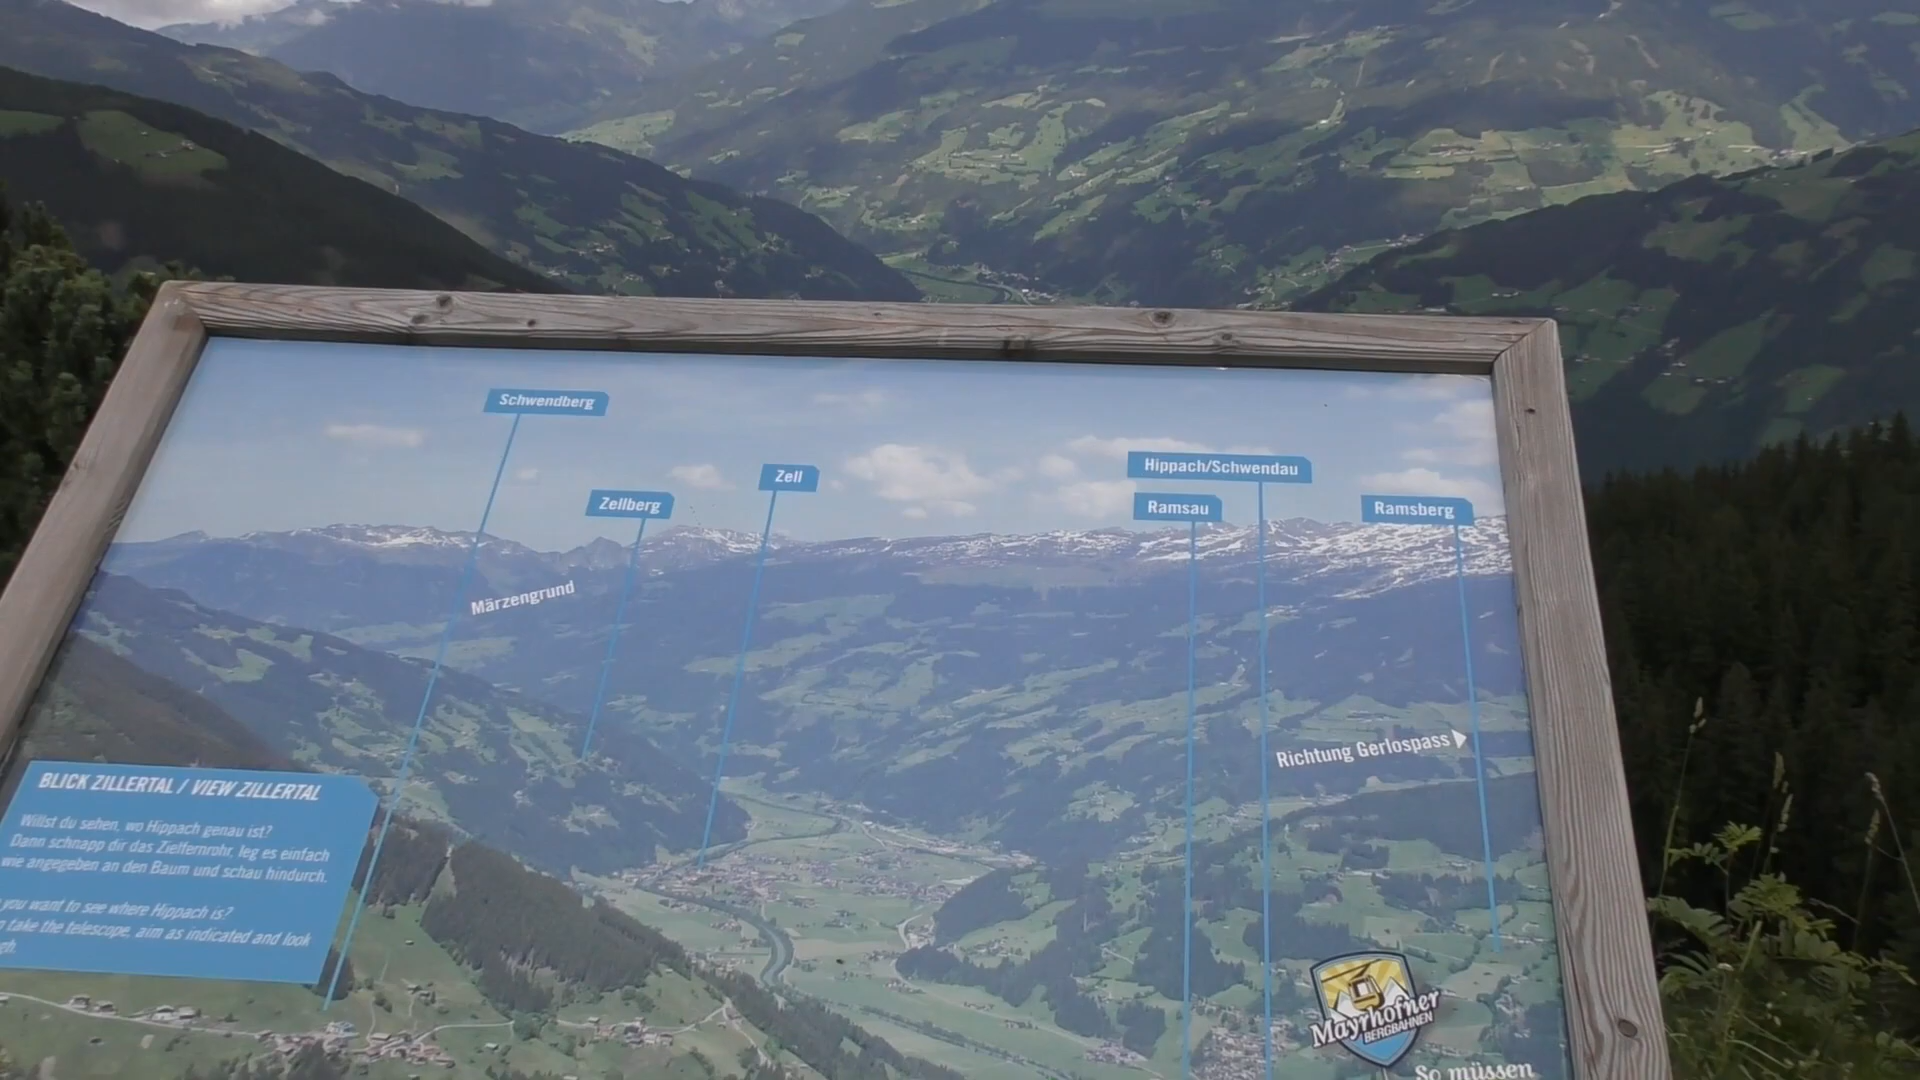 Schwendberg
Zell
Zellberg
Hippach/Schwendau
Ramsau
Ramsberg
Märzengrund
Richtung Gerlospass
BLICK ZILLERTAL / VIEW ZILLERTAL
Willst du sehen, wo Hippach genau ist?
Dann schnapp dir das Zielfernrohr, leg es einfach
wie angegeben an den Baum und schau hindurch.
you want to see where Hippach is?
take the telescope, aim as indicated and look
Mayrhofner
BERGBAHNEN
So müssen